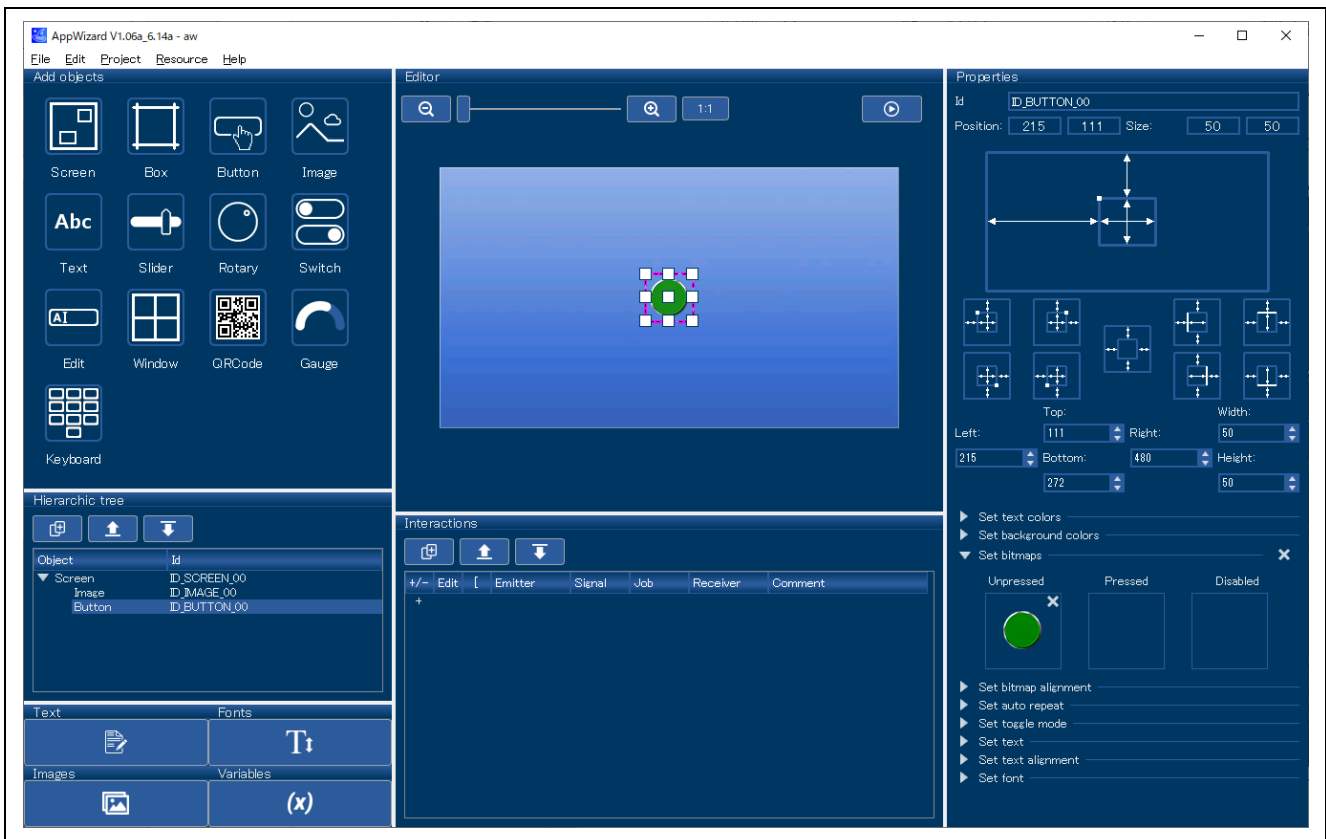 AppWizard V1.06a_6.14a - aw
File Edit Project Resource Help
Add objects
Screen Box Button Image
Abc
Text Slider Rotary Switch
AI
Edit Window QRCode Gauge
Keyboard
Hierarchic tree
Object Id
Screen ID_SCREEN_00
Image ID_IMAGE_00
Button ID_BUTTON_00
Text Fonts
T
Images Variables
(x)
Editor
1:1
Interactions
+/- Edit [ Emitter Signal Job Receiver Comment
+
Properties
Id ID_BUTTON_00
Position: 215 111 Size: 50 50
Top: Width:
Left: 111 Right: 50
215 Bottom: 480 Height:
272 50
Set text colors
Set background colors
Set bitmaps
Unpressed Pressed Disabled
Set bitmap alignment
Set auto repeat
Set toggle mode
Set text
Set text alignment
Set font